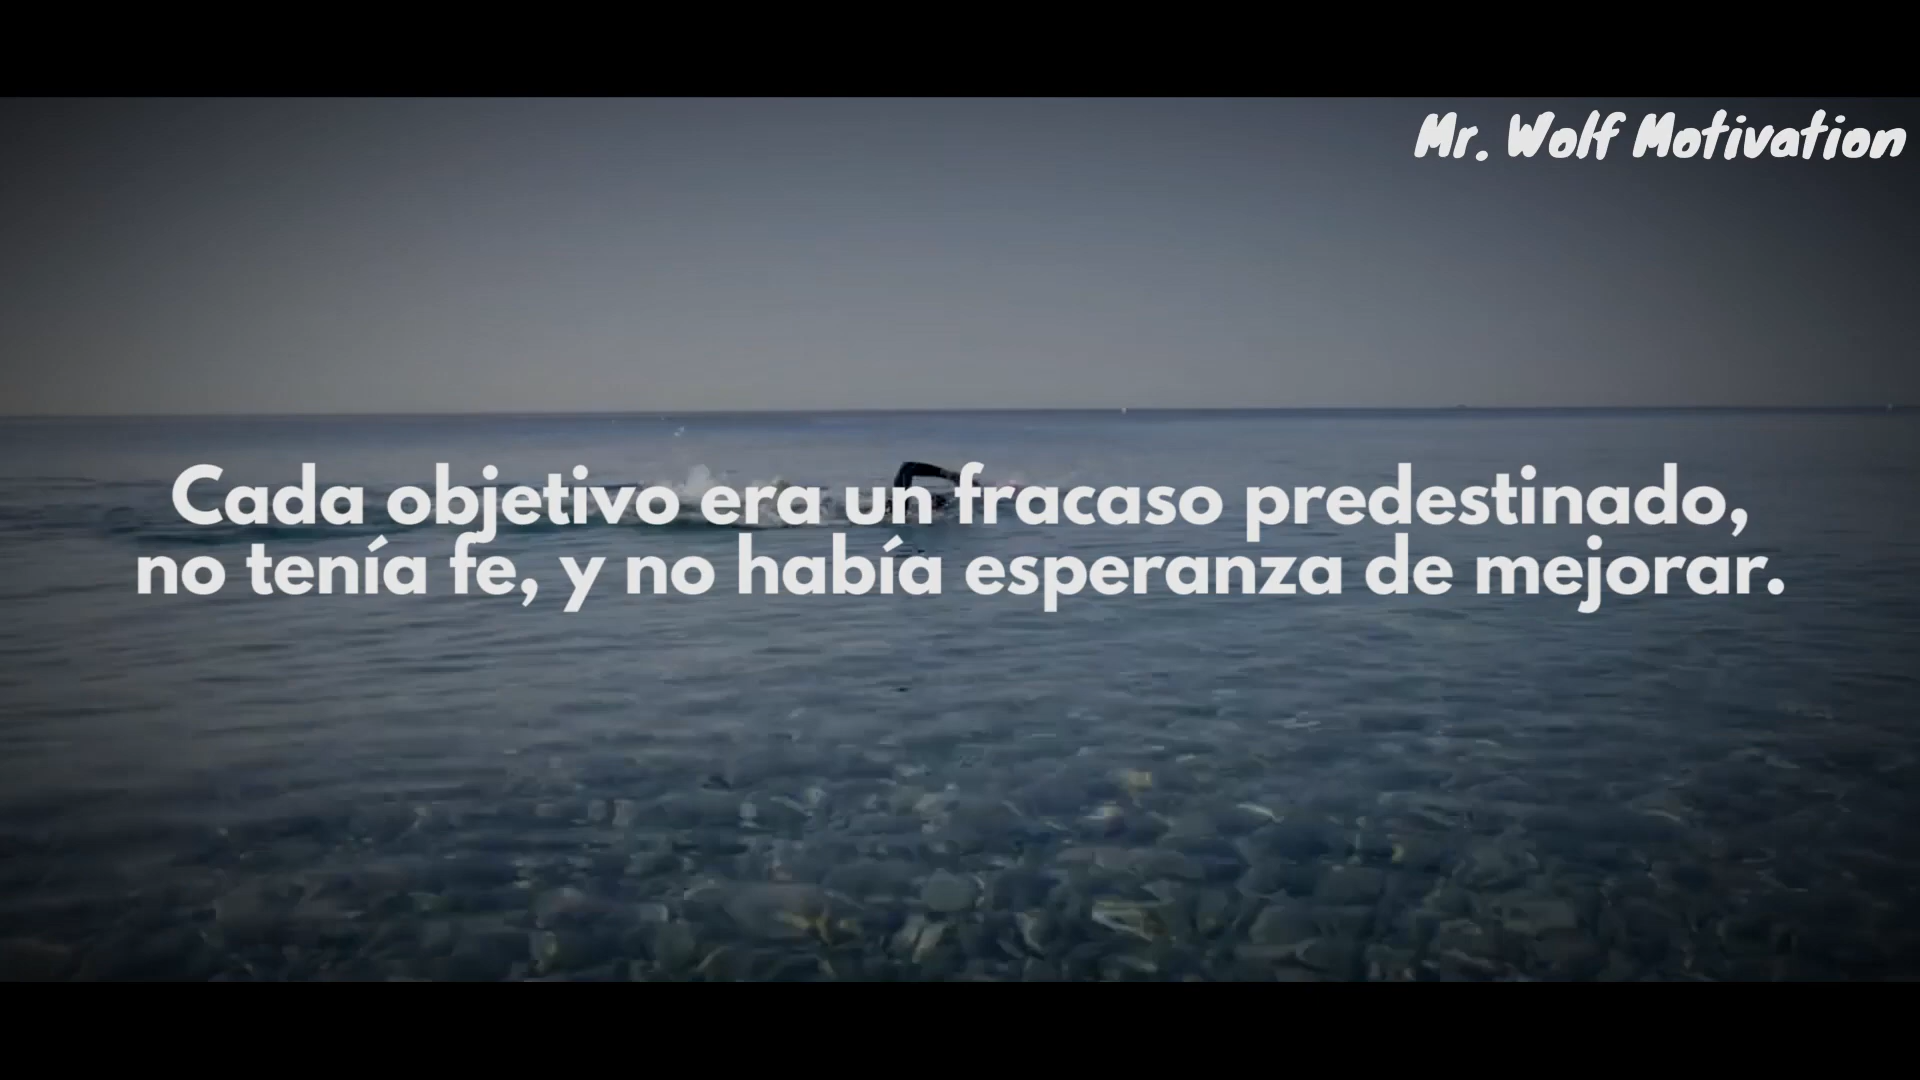 Mr. Wolf Motivation
Cada objetivo era un fracaso predestinado,
no tenía fe, y no había esperanza de mejorar.